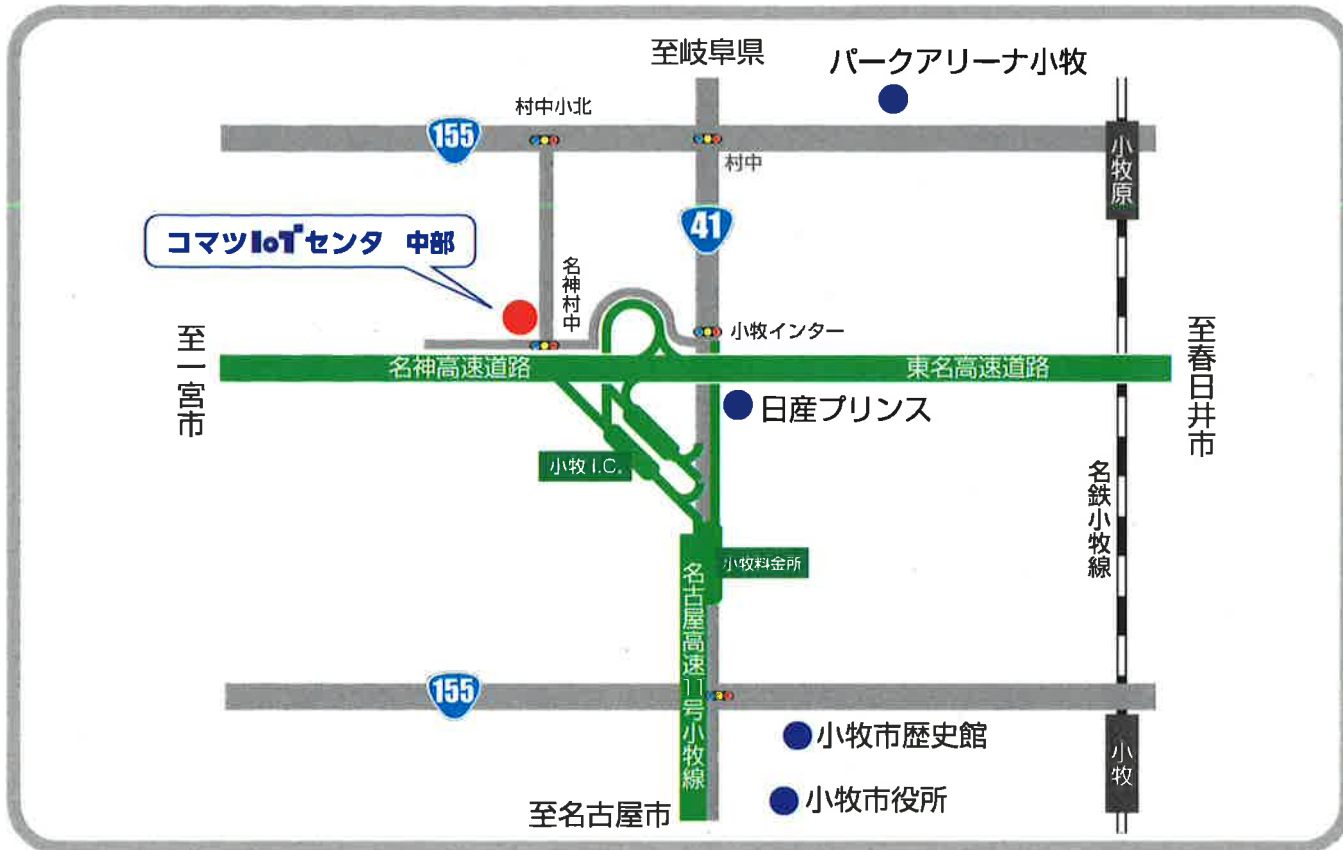 至岐阜県
パークアリーナ小牧
村中小北
155
村中
小牧原
41
コマツIoTセンタ 中部
名神村中
小牧インター
至一宮市
至春日井市
名神高速道路
東名高速道路
日産プリンス
小牧I.C.
名鉄小牧線
小牧料金所
名古屋高速11号小牧線
155
小牧市歴史館
小牧
小牧市役所
至名古屋市